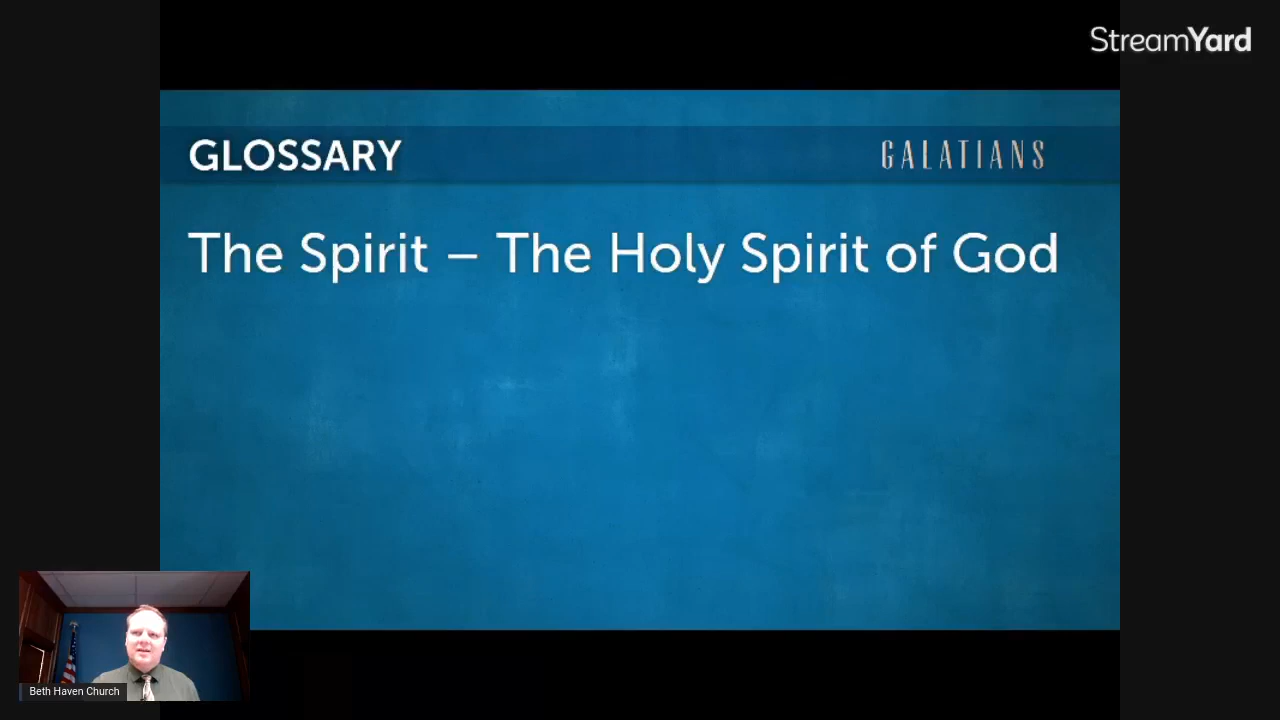 StreamYard
GLOSSARY
GALATIANS
The Spirit – The Holy Spirit of God
Beth Haven Church